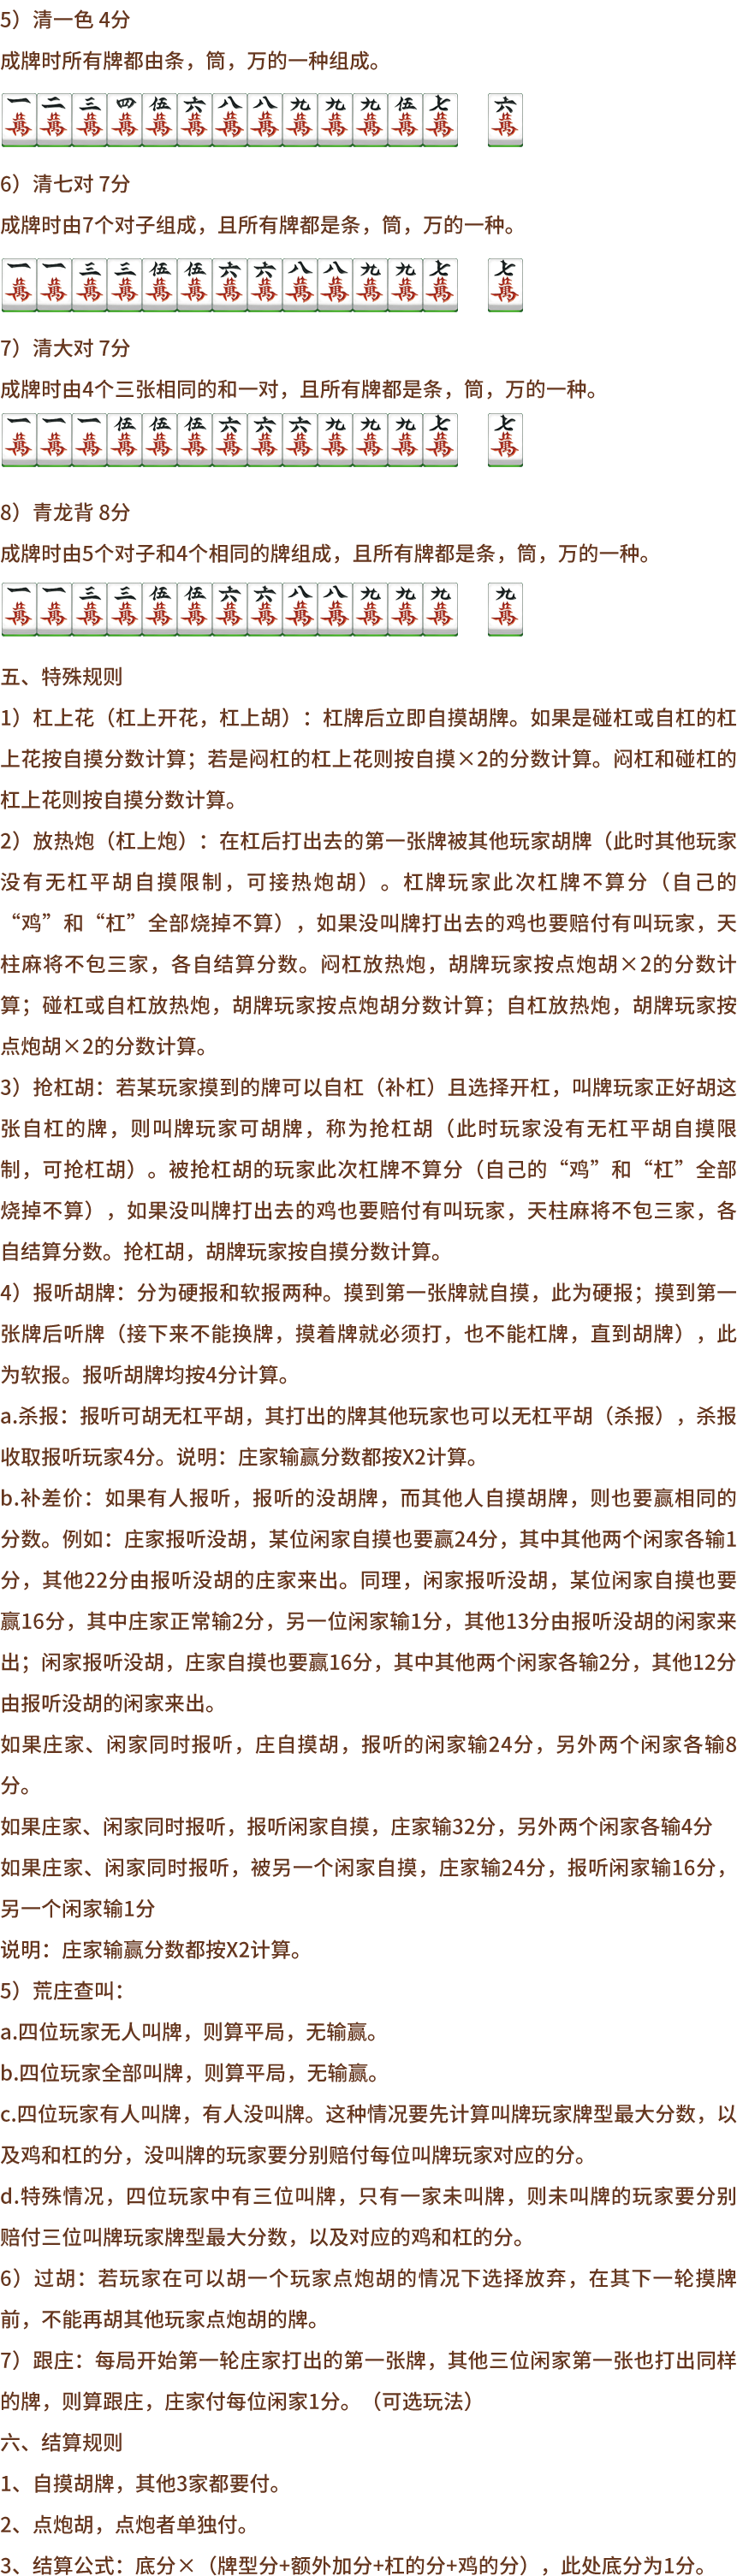 5）清一色 4分
成牌时所有牌都由条，筒，万的一种组成。
一萬 二萬 三萬 四萬 伍萬 六萬 八萬 八萬 九萬 九萬 九萬 伍萬 七萬 六萬
6）清七对 7分
成牌时由7个对子组成，且所有牌都是条，筒，万的一种。
一萬 一萬 三萬 三萬 伍萬 伍萬 六萬 六萬 八萬 八萬 九萬 九萬 七萬 七萬
7）清大对 7分
成牌时由4个三张相同的和一对，且所有牌都是条，筒，万的一种。
一萬 一萬 一萬 伍萬 伍萬 伍萬 六萬 六萬 六萬 九萬 九萬 九萬 七萬 七萬
8）青龙背 8分
成牌时由5个对子和4个相同的牌组成，且所有牌都是条，筒，万的一种。
一萬 一萬 三萬 三萬 伍萬 伍萬 六萬 六萬 八萬 八萬 九萬 九萬 九萬 九萬
五、特殊规则
1）杠上花（杠上开花，杠上胡）：杠牌后立即自摸胡牌。如果是碰杠或自杠的杠
上花按自摸分数计算；若是闷杠的杠上花则按自摸×2的分数计算。闷杠和碰杠的
杠上花则按自摸分数计算。
2）放热炮（杠上炮）：在杠后打出去的第一张牌被其他玩家胡牌（此时其他玩家
没有无杠平胡自摸限制，可接热炮胡）。杠牌玩家此次杠牌不算分（自己的
“鸡”和“杠”全部烧掉不算），如果没叫牌打出去的鸡也要赔付有叫玩家，天
柱麻将不包三家，各自结算分数。闷杠放热炮，胡牌玩家按点炮胡×2的分数计
算；碰杠或自杠放热炮，胡牌玩家按点炮胡分数计算；自杠放热炮，胡牌玩家按
点炮胡×2的分数计算。
3）抢杠胡：若某玩家摸到的牌可以自杠（补杠）且选择开杠，叫牌玩家正好胡这
张自杠的牌，则叫牌玩家可胡牌，称为抢杠胡（此时玩家没有无杠平胡自摸限
制，可抢杠胡）。被抢杠胡的玩家此次杠牌不算分（自己的“鸡”和“杠”全部
烧掉不算），如果没叫牌打出去的鸡也要赔付有叫玩家，天柱麻将不包三家，各
自结算分数。抢杠胡，胡牌玩家按自摸分数计算。
4）报听胡牌：分为硬报和软报两种。摸到第一张牌就自摸，此为硬报；摸到第一
张牌后听牌（接下来不能换牌，摸着牌就必须打，也不能杠牌，直到胡牌），此
为软报。报听胡牌均按4分计算。
a.杀报：报听可胡无杠平胡，其打出的牌其他玩家也可以无杠平胡（杀报），杀报
收取报听玩家4分。说明：庄家输赢分数都按X2计算。
b.补差价：如果有人报听，报听的没胡牌，而其他人自摸胡牌，则也要赢相同的
分数。例如：庄家报听没胡，某位闲家自摸也要赢24分，其中其他两个闲家各输1
分，其他22分由报听没胡的庄家来出。同理，闲家报听没胡，某位闲家自摸也要
赢16分，其中庄家正常输2分，另一位闲家输1分，其他13分由报听没胡的闲家来
出；闲家报听没胡，庄家自摸也要赢16分，其中其他两个闲家各输2分，其他12分
由报听没胡的闲家来出。
如果庄家、闲家同时报听，庄自摸胡，报听的闲家输24分，另外两个闲家各输8
分。
如果庄家、闲家同时报听，报听闲家自摸，庄家输32分，另外两个闲家各输4分
如果庄家、闲家同时报听，被另一个闲家自摸，庄家输24分，报听闲家输16分，
另一个闲家输1分
说明：庄家输赢分数都按X2计算。
5）荒庄查叫：
a.四位玩家无人叫牌，则算平局，无输赢。
b.四位玩家全部叫牌，则算平局，无输赢。
c.四位玩家有人叫牌，有人没叫牌。这种情况要先计算叫牌玩家牌型最大分数，以
及鸡和杠的分，没叫牌的玩家要分别赔付每位叫牌玩家对应的分。
d.特殊情况，四位玩家中有三位叫牌，只有一家未叫牌，则未叫牌的玩家要分别
赔付三位叫牌玩家牌型最大分数，以及对应的鸡和杠的分。
6）过胡：若玩家在可以胡一个玩家点炮胡的情况下选择放弃，在其下一轮摸牌
前，不能再胡其他玩家点炮胡的牌。
7）跟庄：每局开始第一轮庄家打出的第一张牌，其他三位闲家第一张也打出同样
的牌，则算跟庄，庄家付每位闲家1分。（可选玩法）
六、结算规则
1、自摸胡牌，其他3家都要付。
2、点炮胡，点炮者单独付。
3、结算公式：底分×（牌型分+额外加分+杠的分+鸡的分），此处底分为1分。